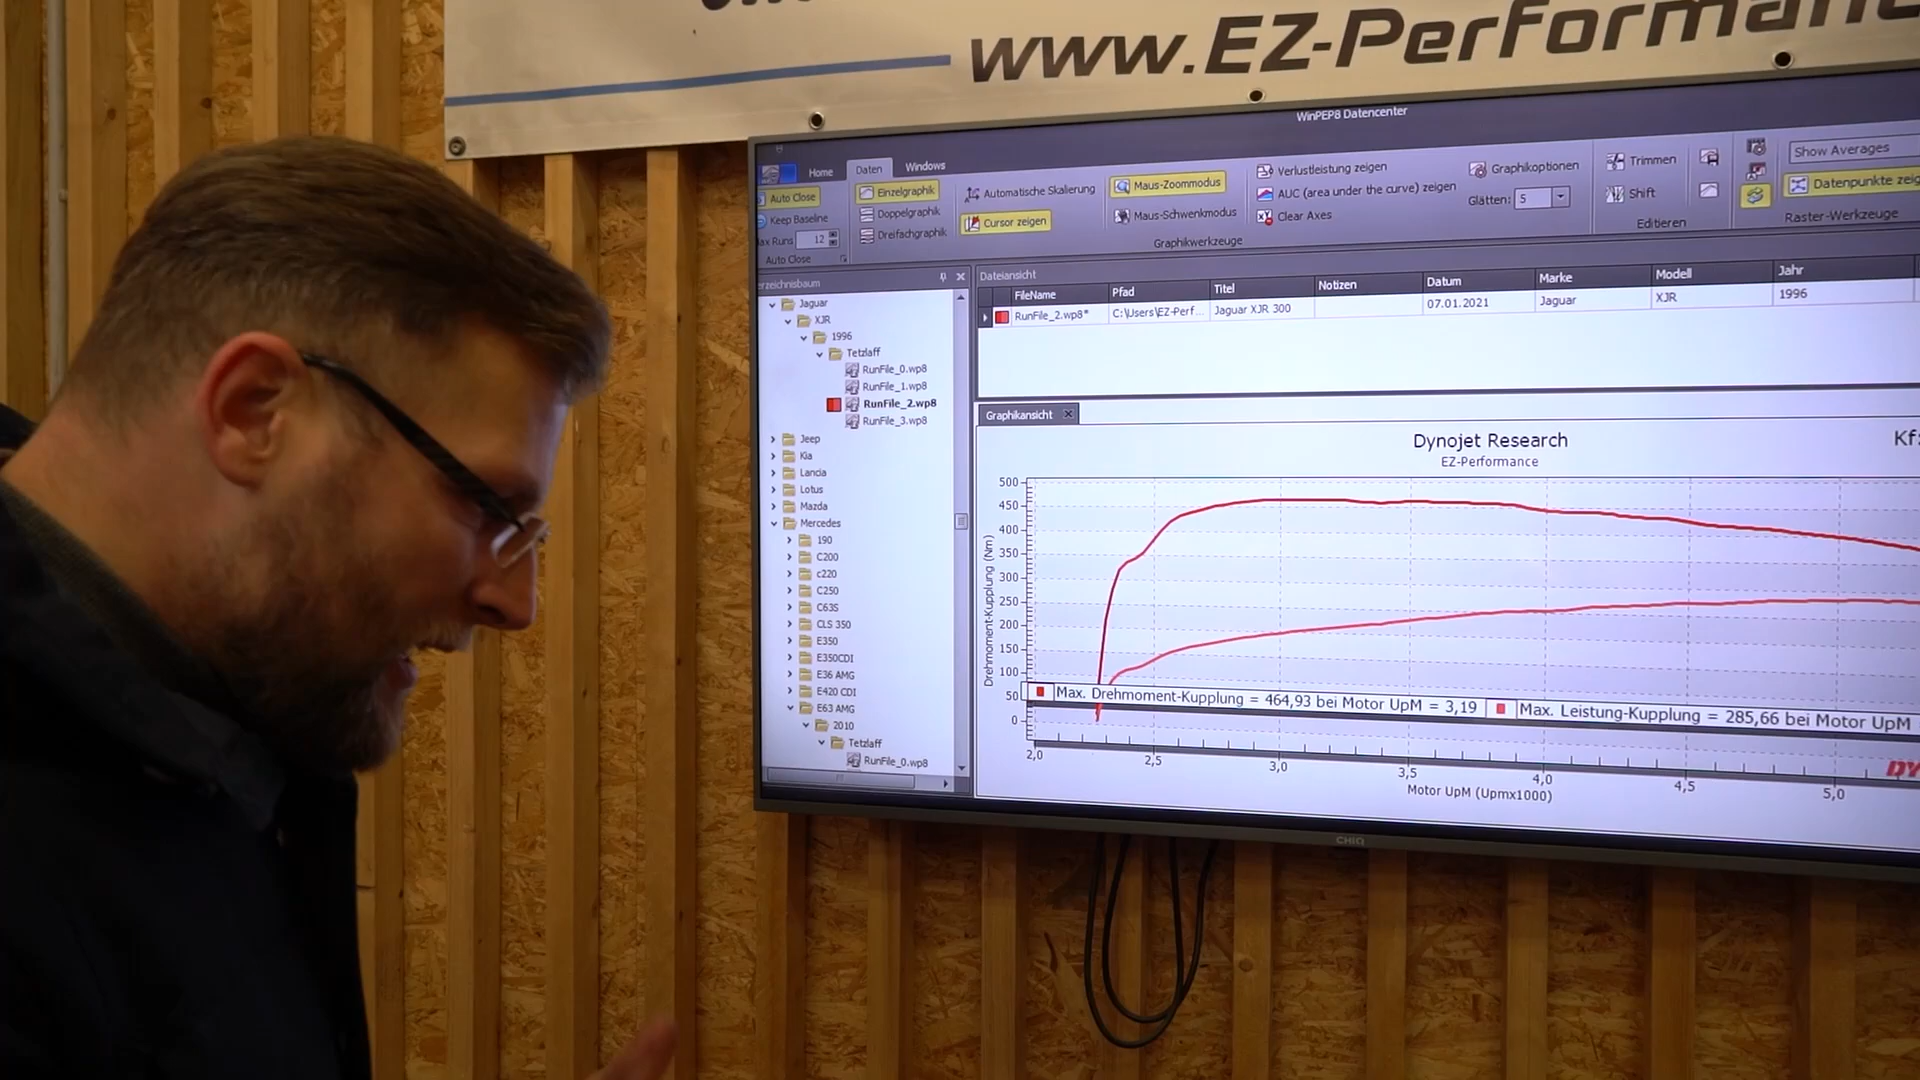 www.EZ-Performance
WinPEP8 Datencenter
Home
Daten
Windows
Auto Close
Keep Baseline
Max Runs 12
Auto Close
Einzelgraphik
Doppelgraphik
Dreifachgraphik
Automatische Skalierung
Cursor zeigen
Maus-Zoommodus
Maus-Schwenkmodus
Verlustleistung zeigen
AUC (area under the curve) zeigen
Clear Axes
Graphikoptionen
Glätten: 5
Graphikwerkzeuge
Trimmen
Shift
Editieren
Show Averages
Datenpunkte zeig
Raster-Werkzeuge
erzeichnisbaum
Jaguar
XJR
1996
Tetzlaff
RunFile_0.wp8
RunFile_1.wp8
RunFile_2.wp8
RunFile_3.wp8
Jeep
Kia
Lancia
Lotus
Mazda
Mercedes
190
C200
c220
C250
C63S
CLS 350
E350
E350CDI
E36 AMG
E420 CDI
E63 AMG
2010
Tetzlaff
RunFile_0.wp8
Dateiansicht
FileName Pfad Titel Notizen Datum Marke Modell Jahr
RunFile_2.wp8* C:\Users\EZ-Perf... Jaguar XJR 300 07.01.2021 Jaguar XJR 1996
Graphikansicht
Dynojet Research
EZ-Performance
Kf
Drehmoment-Kupplung (Nm)
500
450
400
350
300
250
200
150
100
50
0
Max. Drehmoment-Kupplung = 464,93 bei Motor UpM = 3,19
Max. Leistung-Kupplung = 285,66 bei Motor UpM
2,0 2,5 3,0 3,5 4,0 4,5 5,0
Motor UpM (Upmx1000)
DY
CHiQ